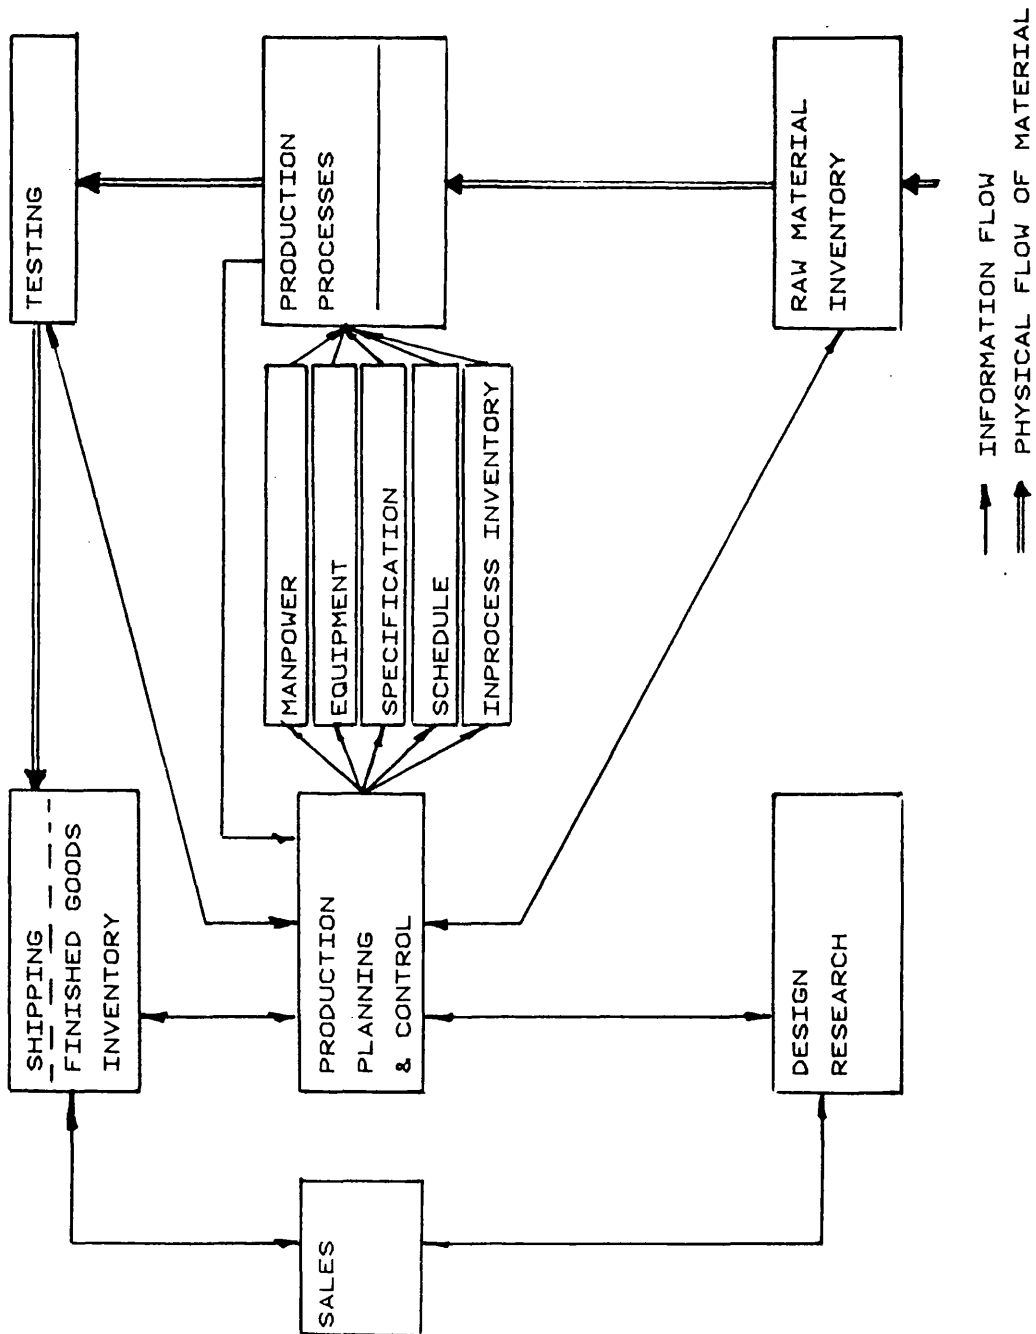 SHIPPING
FINISHED GOODS
INVENTORY
TESTING
SALES
PRODUCTION
PLANNING
& CONTROL
MANPOWER
EQUIPMENT
SPECIFICATION
SCHEDULE
INPROCESS INVENTORY
PRODUCTION
PROCESSES
DESIGN
RESEARCH
RAW MATERIAL
INVENTORY
INFORMATION FLOW
PHYSICAL FLOW OF MATERIAL